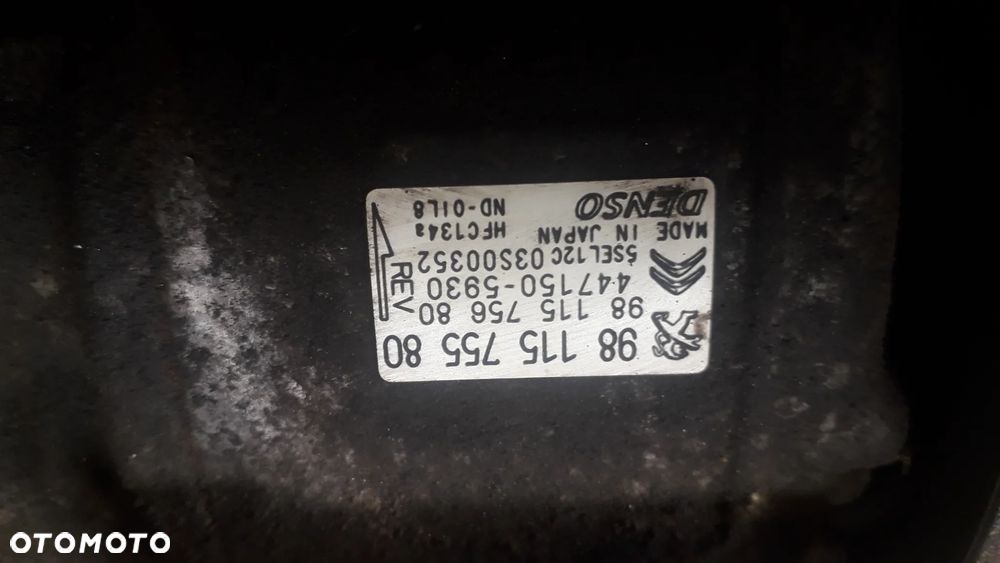 98 115 755 80
98 115 756 80
447150-5930
REV
5SEL12C 03S00352
MADE IN JAPAN HFC134a
DENSO ND-OIL8
OTOMOTO